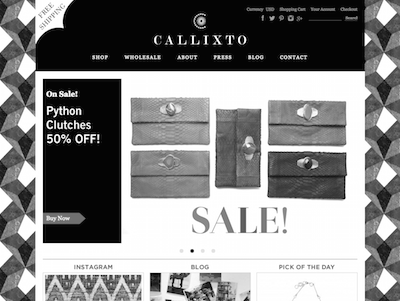 FREE
SHIPPING
Currency USD Shopping Cart Your Account Checkout
Search
CALLIXTO
SHOP WHOLESALE ABOUT PRESS BLOG CONTACT
On Sale!
Python
Clutches
50% OFF!
Buy Now
SALE!
INSTAGRAM BLOG PICK OF THE DAY